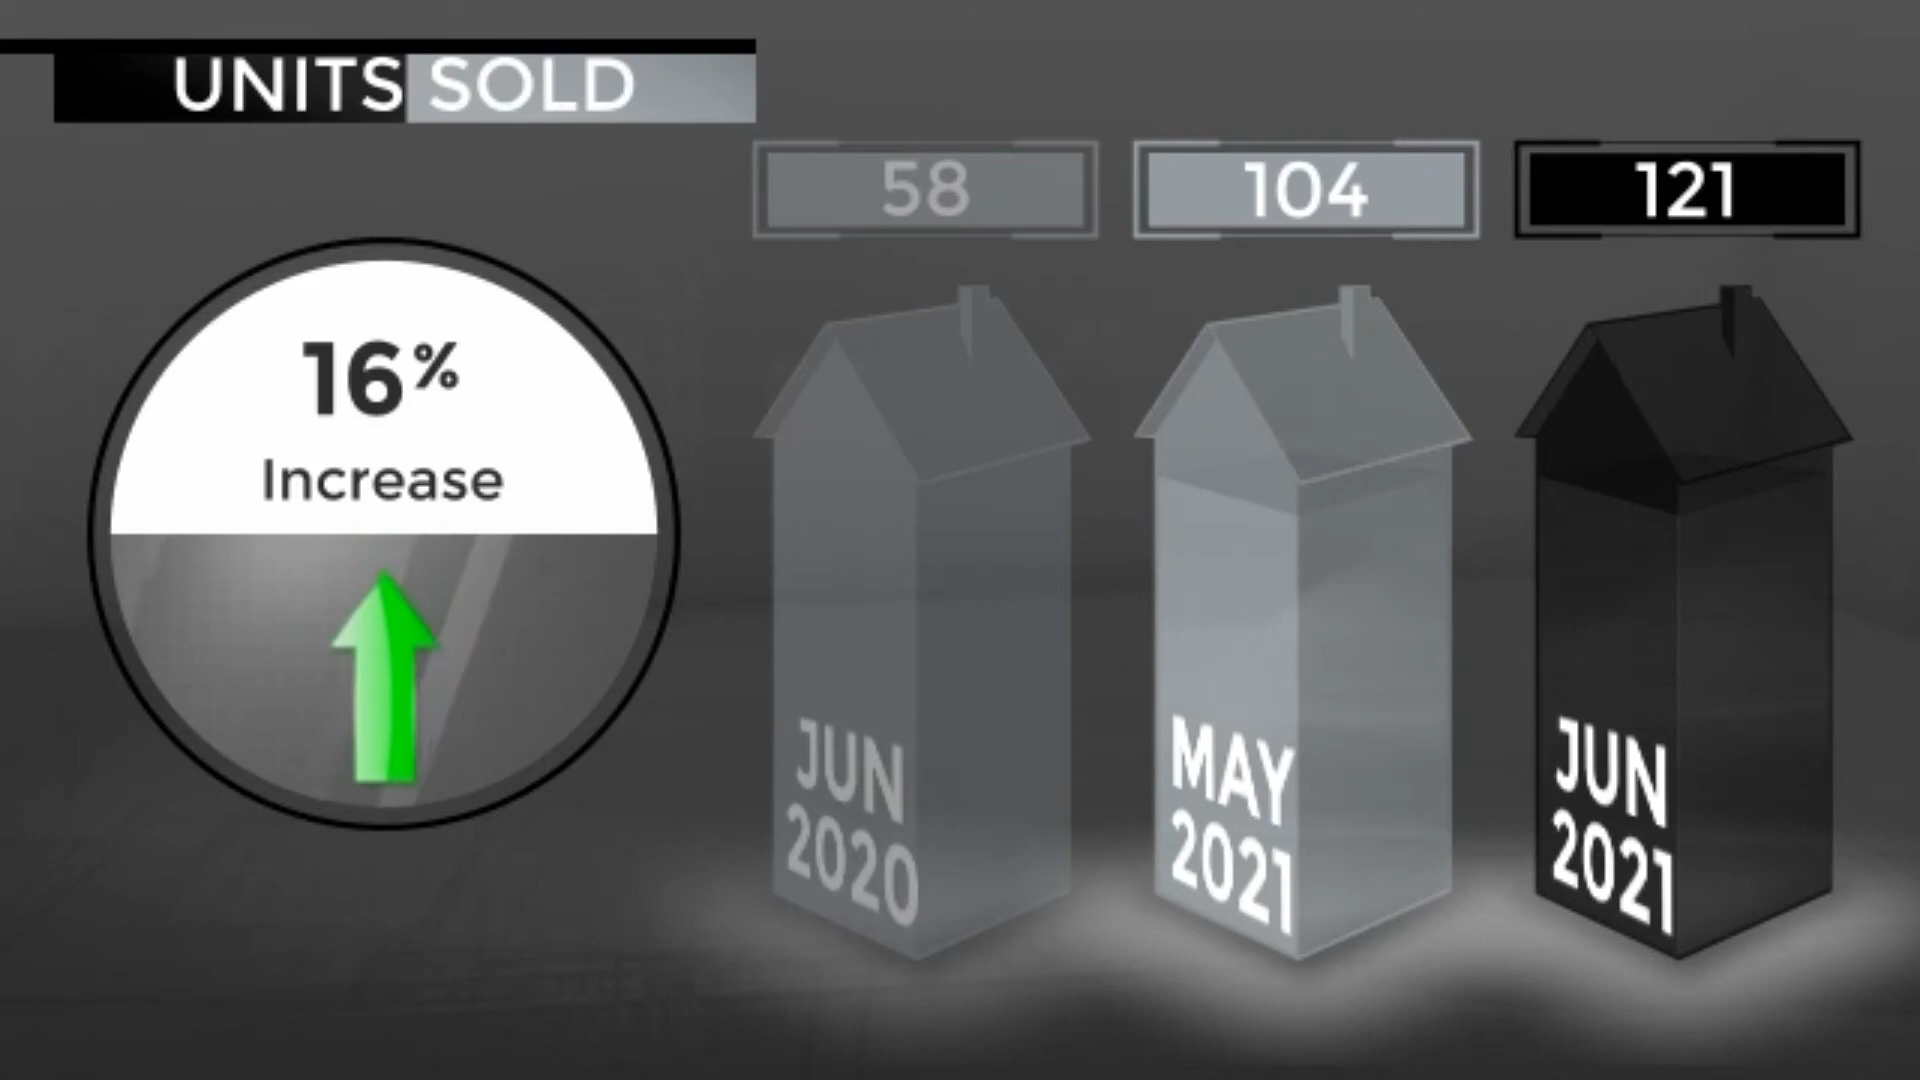 UNITS SOLD
58
104
121
16%
Increase
JUN
2020
MAY
2021
JUN
2021